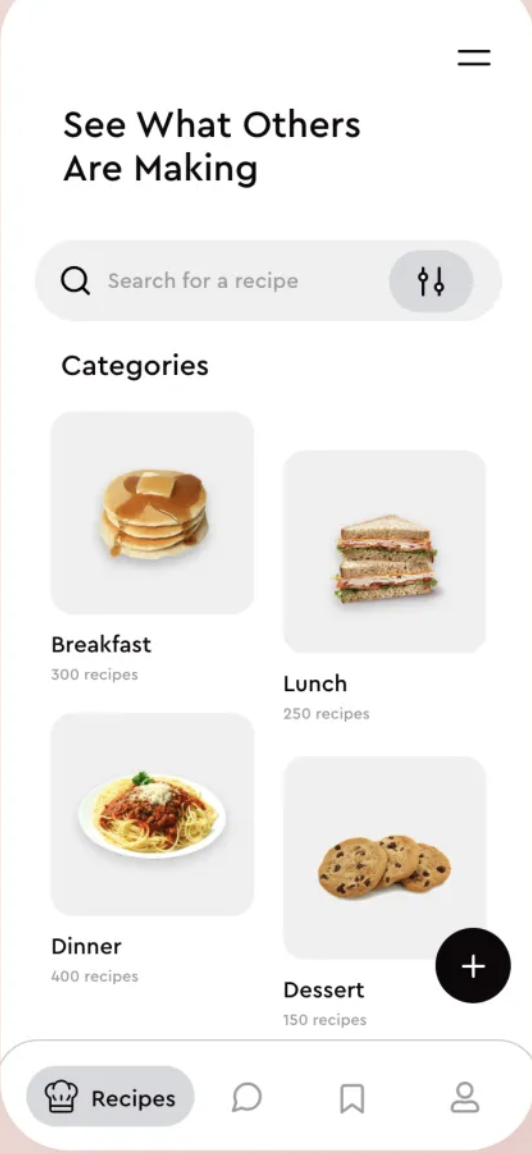 See What Others
Are Making
Search for a recipe
Categories
Breakfast
300 recipes
Lunch
250 recipes
Dinner
400 recipes
Dessert
150 recipes
Recipes